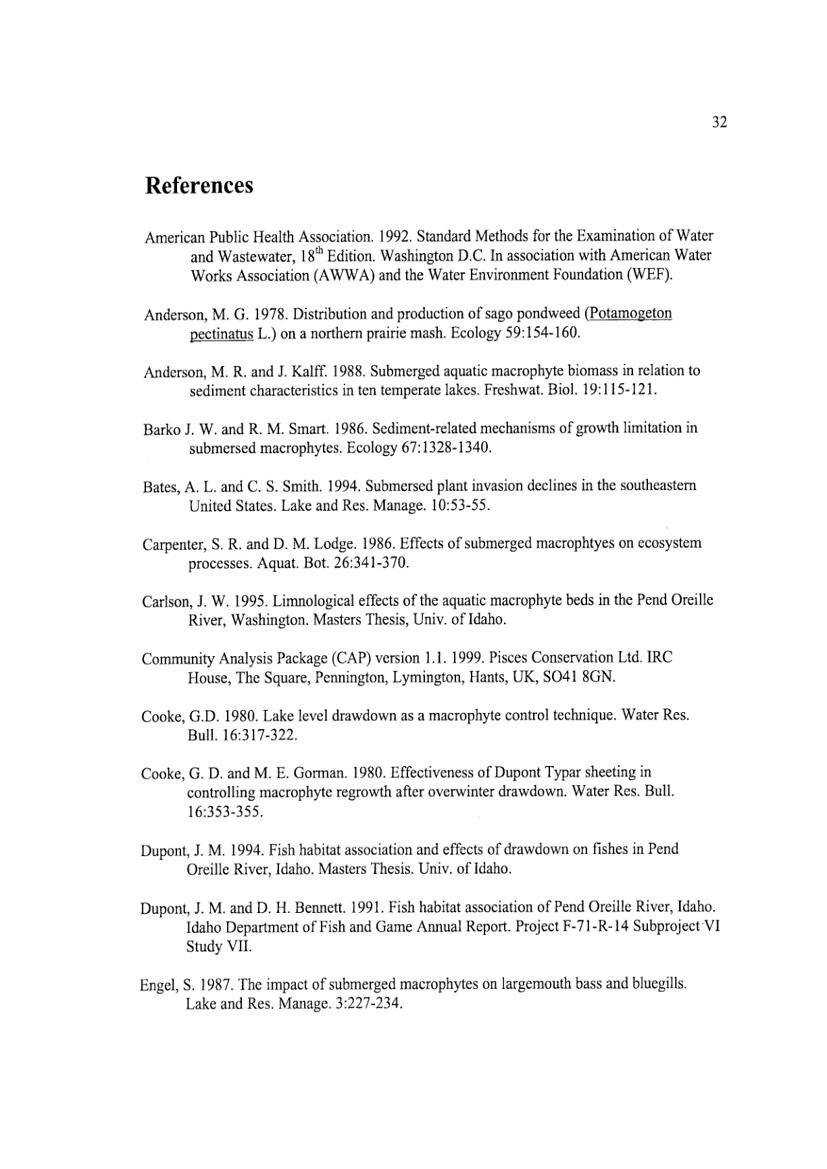 32
References
American Public Health Association. 1992. Standard Methods for the Examination of Water
and Wastewater, 18th Edition. Washington D.C. In association with American Water
Works Association (AWWA) and the Water Environment Foundation (WEF).
Anderson, M. G. 1978. Distribution and production of sago pondweed (Potamogeton
pectinatus L.) on a northern prairie mash. Ecology 59:154-160.
Anderson, M. R. and J. Kalff. 1988. Submerged aquatic macrophyte biomass in relation to
sediment characteristics in ten temperate lakes. Freshwat. Biol. 19:115-121.
Barko J. W. and R. M. Smart. 1986. Sediment-related mechanisms of growth limitation in
submersed macrophytes. Ecology 67:1328-1340.
Bates, A. L. and C. S. Smith. 1994. Submersed plant invasion declines in the southeastern
United States. Lake and Res. Manage. 10:53-55.
Carpenter, S. R. and D. M. Lodge. 1986. Effects of submerged macrophtyes on ecosystem
processes. Aquat. Bot. 26:341-370.
Carlson, J. W. 1995. Limnological effects of the aquatic macrophyte beds in the Pend Oreille
River, Washington. Masters Thesis, Univ. of Idaho.
Community Analysis Package (CAP) version 1.1. 1999. Pisces Conservation Ltd. IRC
House, The Square, Pennington, Lymington, Hants, UK, SO41 8GN.
Cooke, G.D. 1980. Lake level drawdown as a macrophyte control technique. Water Res.
Bull. 16:317-322.
Cooke, G. D. and M. E. Gorman. 1980. Effectiveness of Dupont Typar sheeting in
controlling macrophyte regrowth after overwinter drawdown. Water Res. Bull.
16:353-355.
Dupont, J. M. 1994. Fish habitat association and effects of drawdown on fishes in Pend
Oreille River, Idaho. Masters Thesis. Univ. of Idaho.
Dupont, J. M. and D. H. Bennett. 1991. Fish habitat association of Pend Oreille River, Idaho.
Idaho Department of Fish and Game Annual Report. Project F-71-R-14 Subproject VI
Study VII.
Engel, S. 1987. The impact of submerged macrophytes on largemouth bass and bluegills.
Lake and Res. Manage. 3:227-234.